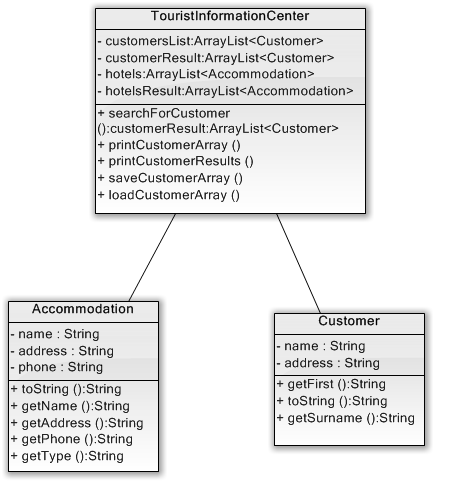 TouristInformationCenter
- customersList:ArrayList<Customer>
- customerResult:ArrayList<Customer>
- hotels:ArrayList<Accommodation>
- hotelsResult:ArrayList<Accommodation>
+ searchForCustomer
():customerResult:ArrayList<Customer>
+ printCustomerArray ()
+ printCustomerResults ()
+ saveCustomerArray ()
+ loadCustomerArray ()
Accommodation
- name : String
- address : String
- phone : String
+ toString ():String
+ getName ():String
+ getAddress ():String
+ getPhone ():String
+ getType ():String
Customer
- name : String
- address : String
+ getFirst ():String
+ toString ():String
+ getSurname ():String